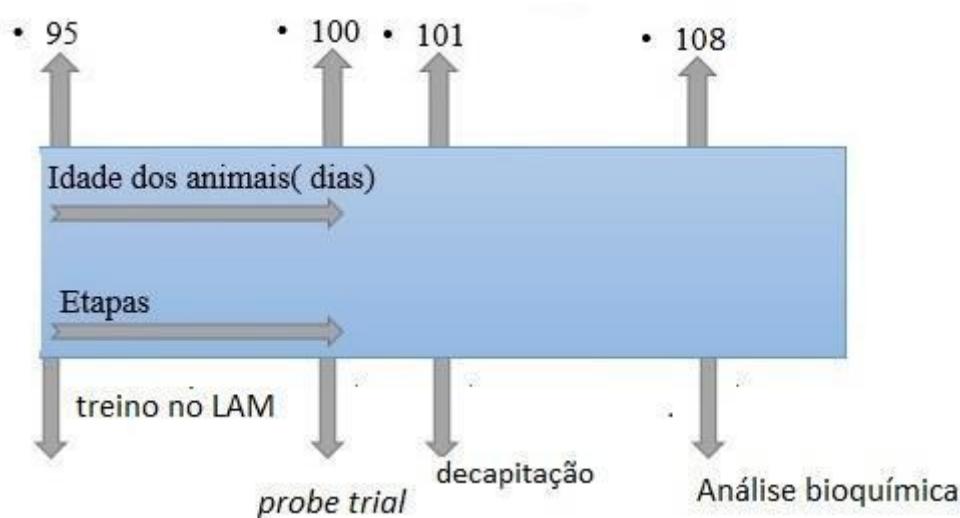 • 95 • 100 • 101 • 108
Idade dos animais( dias)
Etapas
treino no LAM
probe trial
decapitação
Análise bioquímica